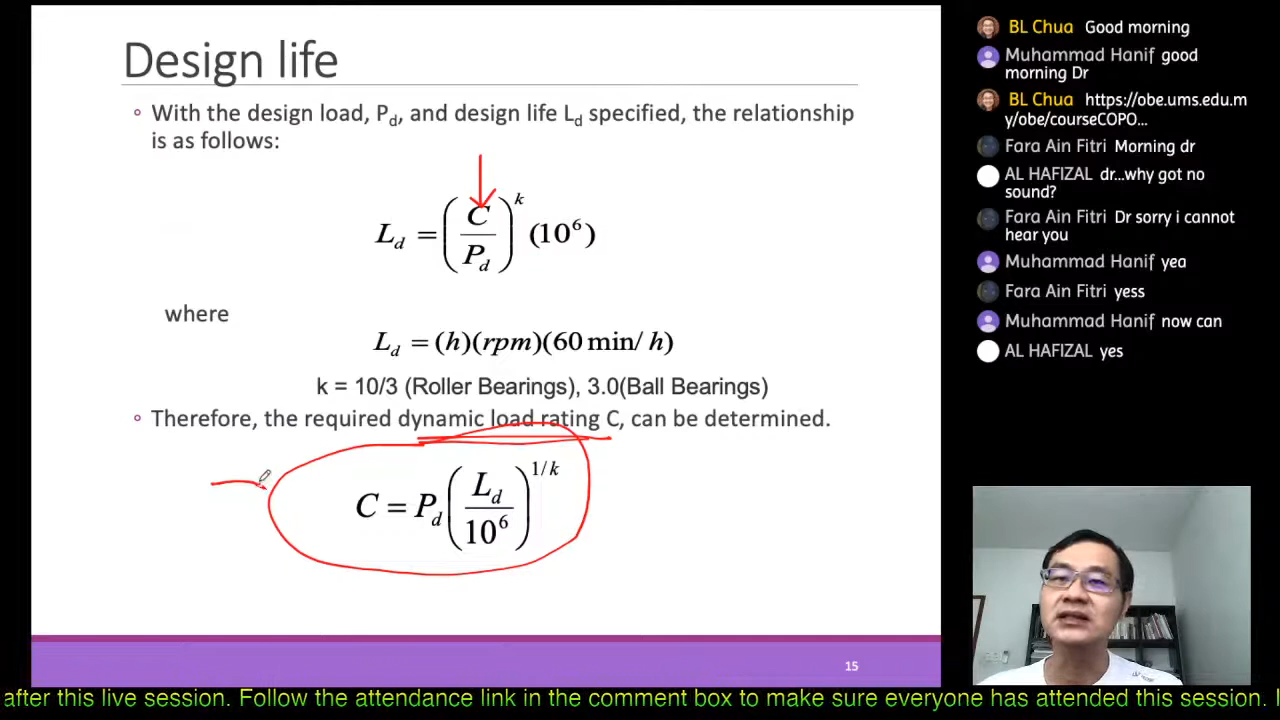 Design life
◦ With the design load, Pd, and design life Ld specified, the relationship
is as follows:
Ld = (C/Pd)^k (10^6)
where
Ld = (h)(rpm)(60 min/ h)
k = 10/3 (Roller Bearings), 3.0(Ball Bearings)
◦ Therefore, the required dynamic load rating C, can be determined.
C = Pd (Ld/10^6)^1/k
15
BL Chua Good morning
Muhammad Hanif good
morning Dr
BL Chua https://obe.ums.edu.m
y/obe/courseCOPO...
Fara Ain Fitri Morning dr
AL HAFIZAL dr...why got no
sound?
Fara Ain Fitri Dr sorry i cannot
hear you
Muhammad Hanif yea
Fara Ain Fitri yess
Muhammad Hanif now can
AL HAFIZAL yes
after this live session. Follow the attendance link in the comment box to make sure everyone has attended this session.